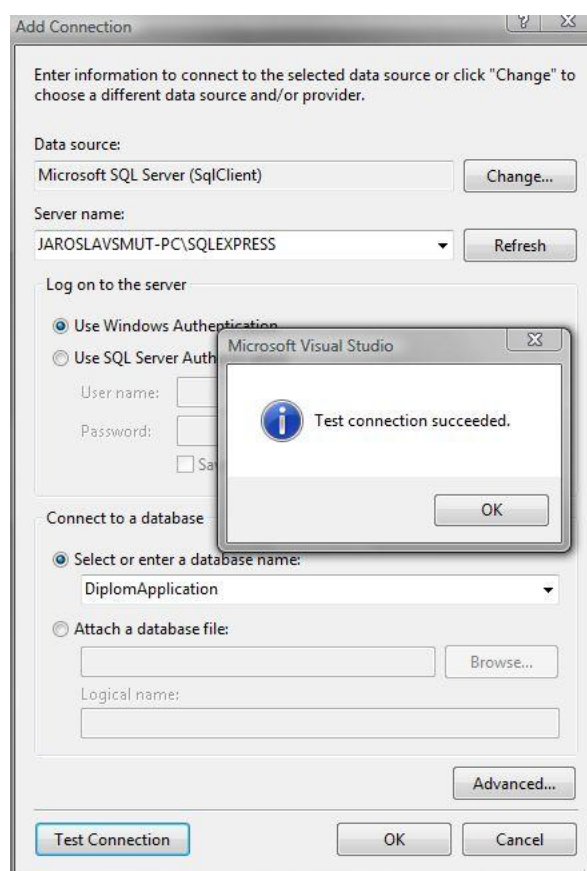 Add Connection
Enter information to connect to the selected data source or click "Change" to
choose a different data source and/or provider.
Data source:
Microsoft SQL Server (SqlClient)
Change...
Server name:
JAROSLAVSMUT-PC\SQLEXPRESS
Refresh
Log on to the server
Use Windows Authentication
Use SQL Server Auth
User name:
Password:
Sa
Microsoft Visual Studio
Test connection succeeded.
OK
Connect to a database
Select or enter a database name:
DiplomApplication
Attach a database file:
Browse...
Logical name:
Advanced...
Test Connection
OK
Cancel